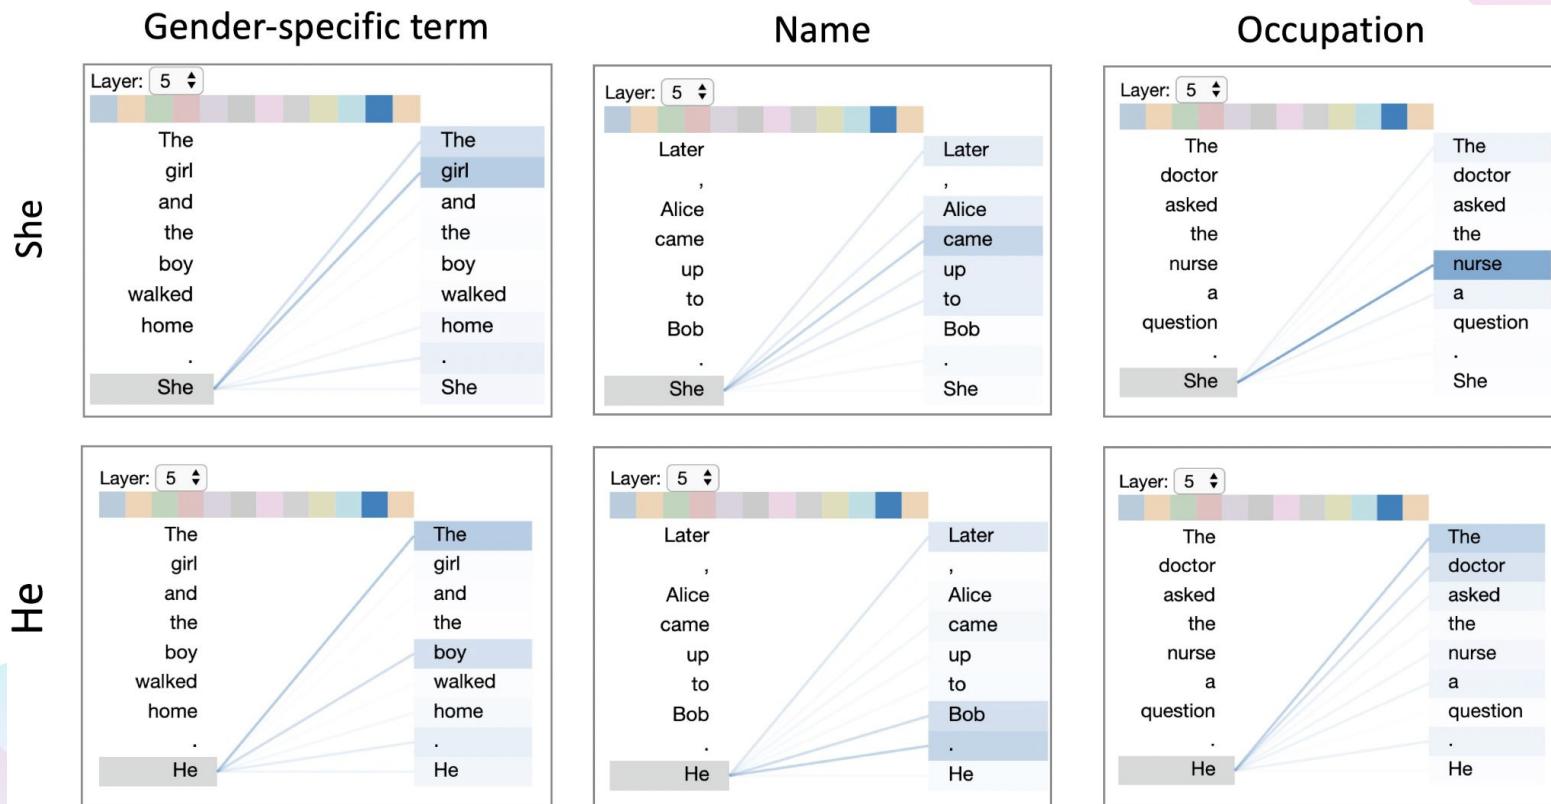 Gender-specific term
Name
Occupation
She
Layer: 5
The The
girl girl
and and
the the
boy boy
walked walked
home home
. .
She She
Layer: 5
Later Later
, ,
Alice Alice
came came
up up
to to
Bob Bob
. .
She She
Layer: 5
The The
doctor doctor
asked asked
the the
nurse nurse
a a
question question
. .
She She
He
Layer: 5
The The
girl girl
and and
the the
boy boy
walked walked
home home
. .
He He
Layer: 5
Later Later
, ,
Alice Alice
came came
up up
to to
Bob Bob
. .
He He
Layer: 5
The The
doctor doctor
asked asked
the the
nurse nurse
a a
question question
. .
He He